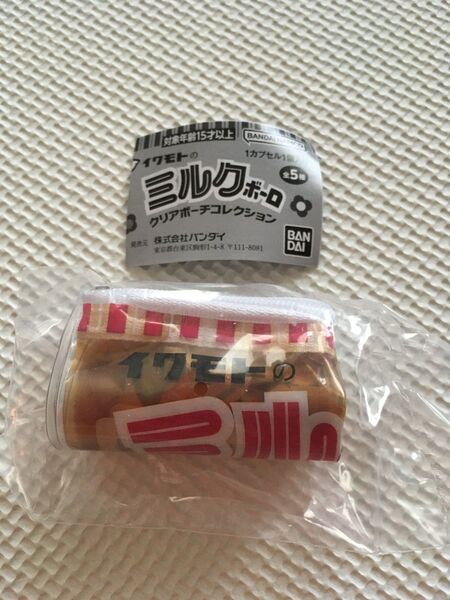 対象年齢15才以上
BANDAI NAMCO
イワモトの
1カプセル1個入
ミルクボーロ
全5種
クリアポーチコレクション
発売元 株式会社バンダイ
東京都台東区駒形1-4-8 〒111-8081
BAN
DAI
イワモトの